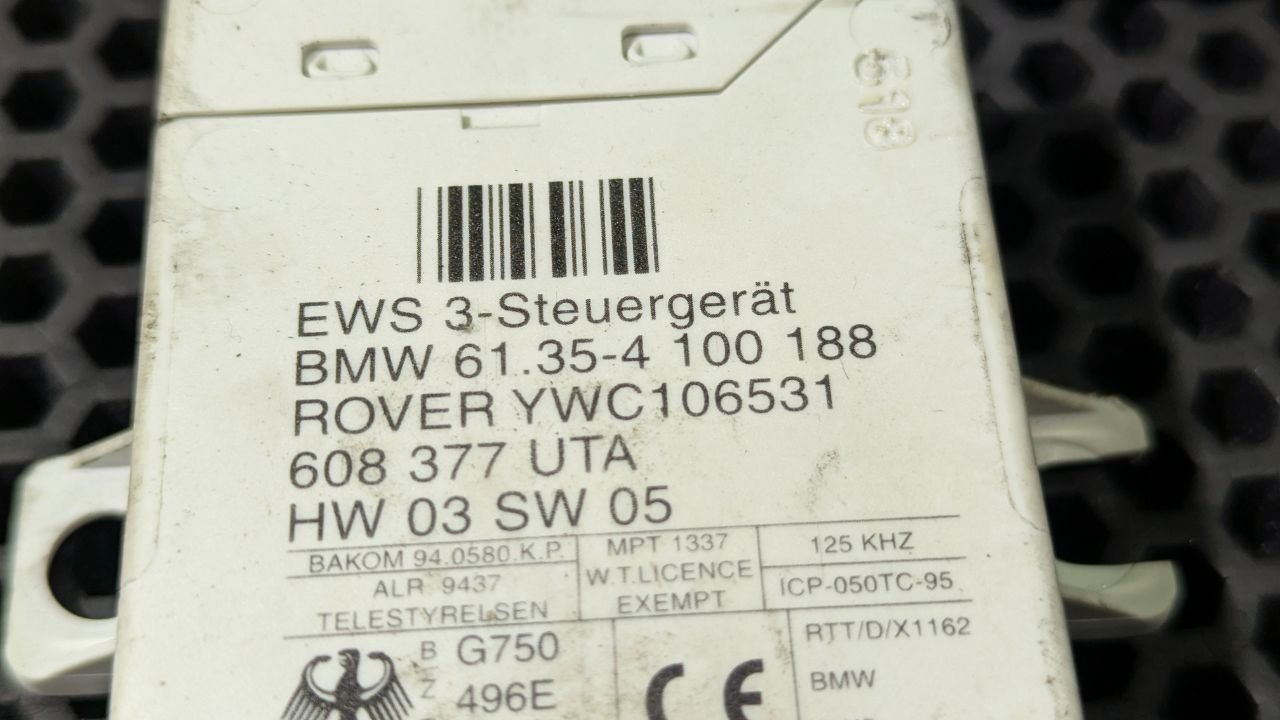 518
EWS 3-Steuergerät
BMW 61.35-4 100 188
ROVER YWC106531
608 377 UTA
HW 03 SW 05
BAKOM 94.0580.K.P.
ALR 9437
TELESTYRELSEN
MPT 1337
W.T.LICENCE
EXEMPT
125 KHZ
ICP-050TC-95
B G750
Z 496E
CE
RTT/D/X1162
BMW